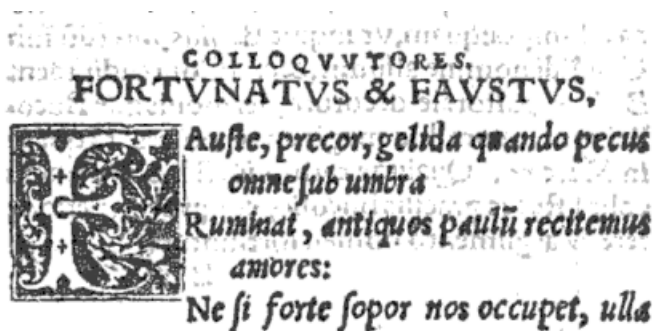 COLLOQVVTORES.
FORTVNATVS & FAVSTVS,
FAuſte, precor, gelida quando pecus
omne ſub umbra
Ruminat, antiquos paulũ recitemus
amores:
Ne ſi forte ſopor nos occupet, ulla